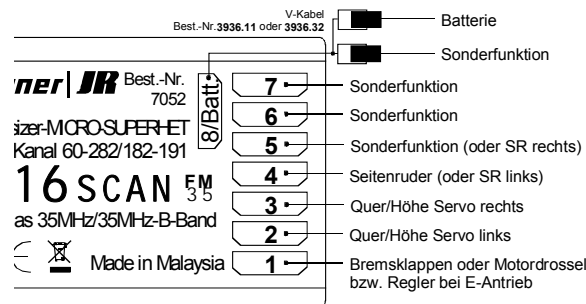 V-Kabel
Best.-Nr.3936.11 oder 3936.32
Batterie
Sonderfunktion
JR Best.-Nr.
7052
8/Batt
7 Sonderfunktion
6 Sonderfunktion
MICRO-SUPERHET
5 Sonderfunktion (oder SR rechts)
Kanal 60-282/182-191
4 Seitenruder (oder SR links)
16 SCAN FM
35
3 Quer/Höhe Servo rechts
35MHz/35MHz-B-Band
2 Quer/Höhe Servo links
Made in Malaysia
1 Bremsklappen oder Motordrossel
bzw. Regler bei E-Antrieb